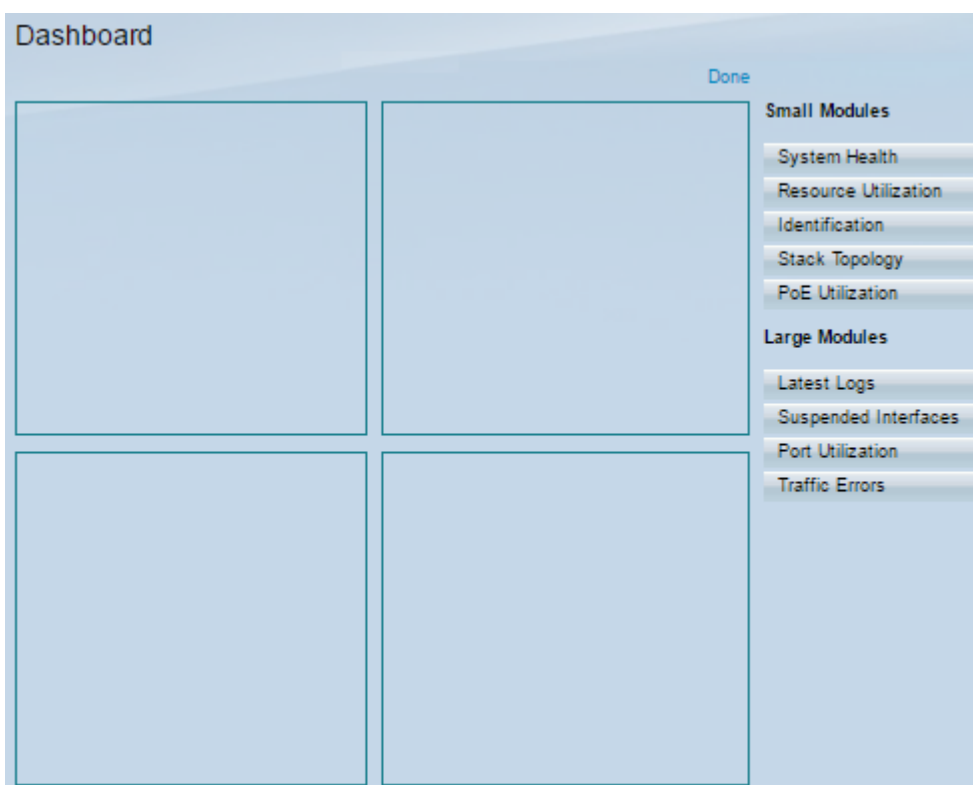 Dashboard
Done
Small Modules
System Health
Resource Utilization
Identification
Stack Topology
PoE Utilization
Large Modules
Latest Logs
Suspended Interfaces
Port Utilization
Traffic Errors